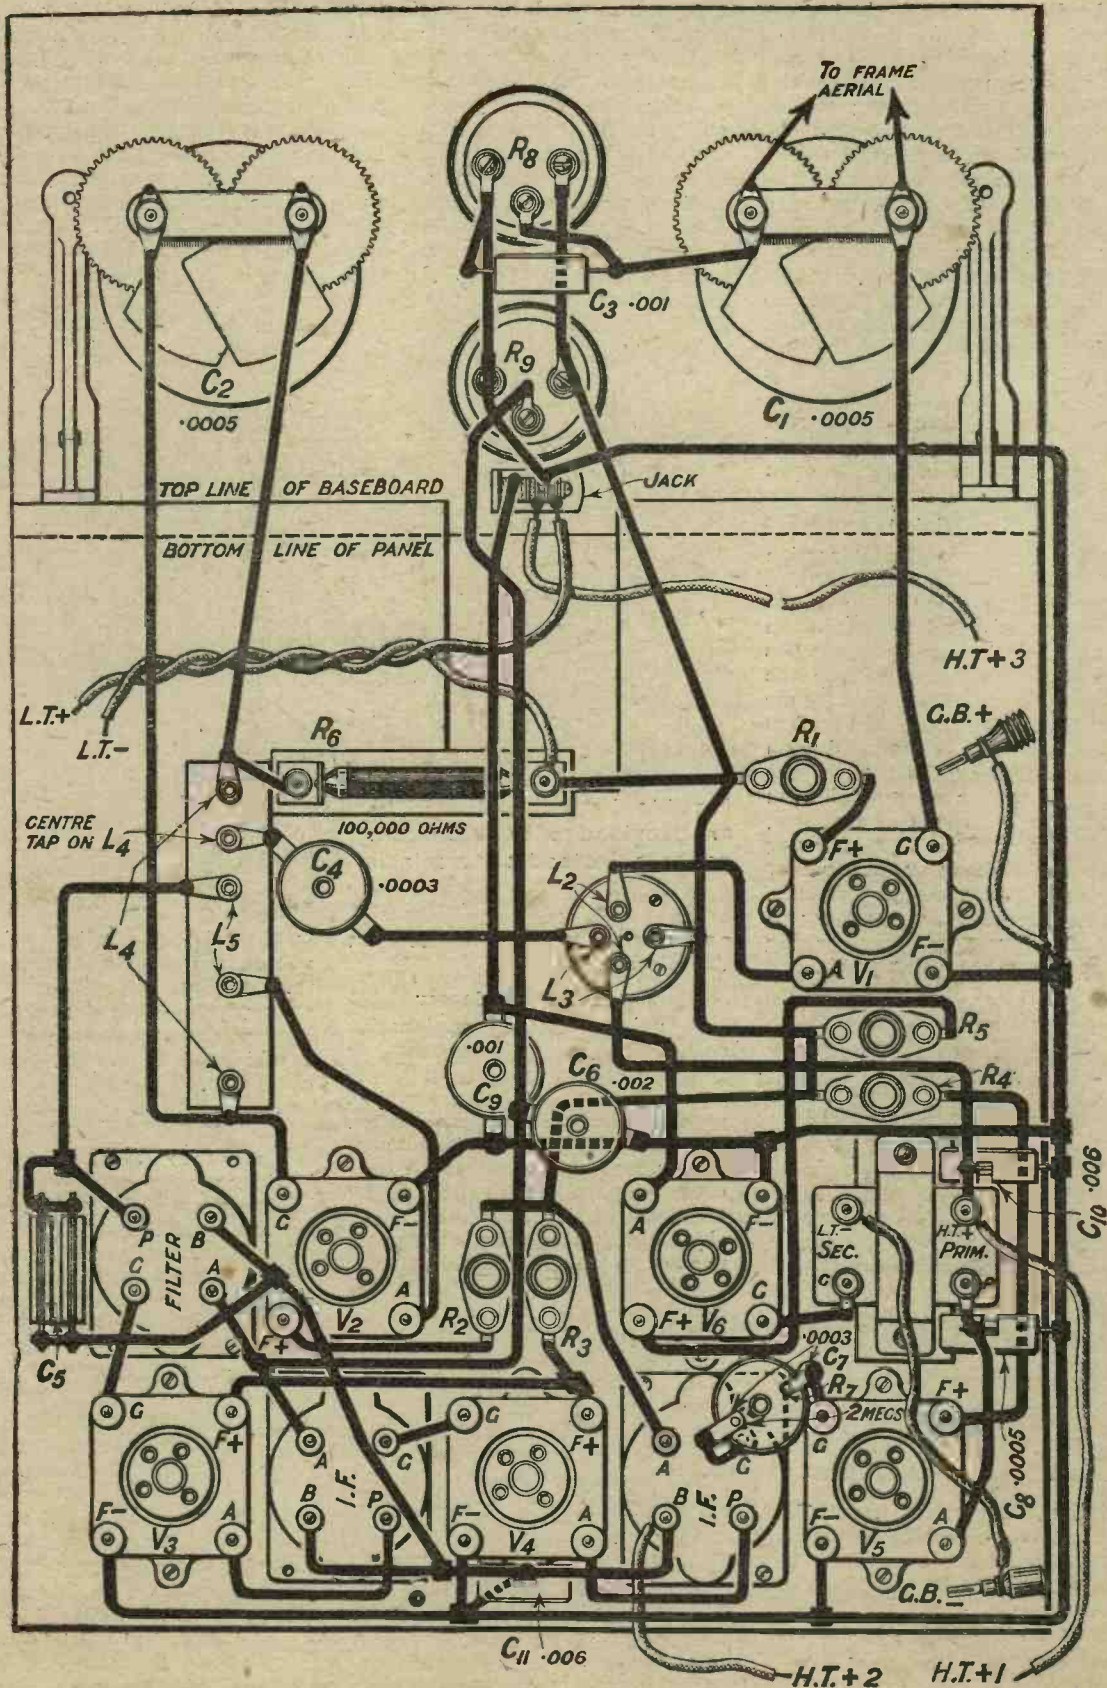 TO FRAME
AERIAL
R8
C3 .001
R9
C2
.0005
C1 .0005
JACK
TOP LINE OF BASEBOARD
BOTTOM LINE OF PANEL
H.T+3
L.T.+
L.T.-
G.B.+
R6
R1
100,000 OHMS
CENTRE
TAP ON L4
C4
.0003
F+
G
L2
L4
L5
L3
A
V1
F-
R5
.001
C9
C6
.002
R4
C10 .006
P
B
G
A
FILTER
G
F-
V2
A
F+
R2
R3
A
F-
G
F+
V6
L.T.-
SEC.
G
H.T.+
PRIM.
P
C5
.0003
C7
R7
2 MEGS
G
F+
C8 .0005
G
F+
F-
V3
A
A
G
I.F.
B
P
G
F+
F-
V4
A
A
G
I.F.
B
P
F-
V5
A
G.B.-
C11 .006
H.T.+2
H.T.+1